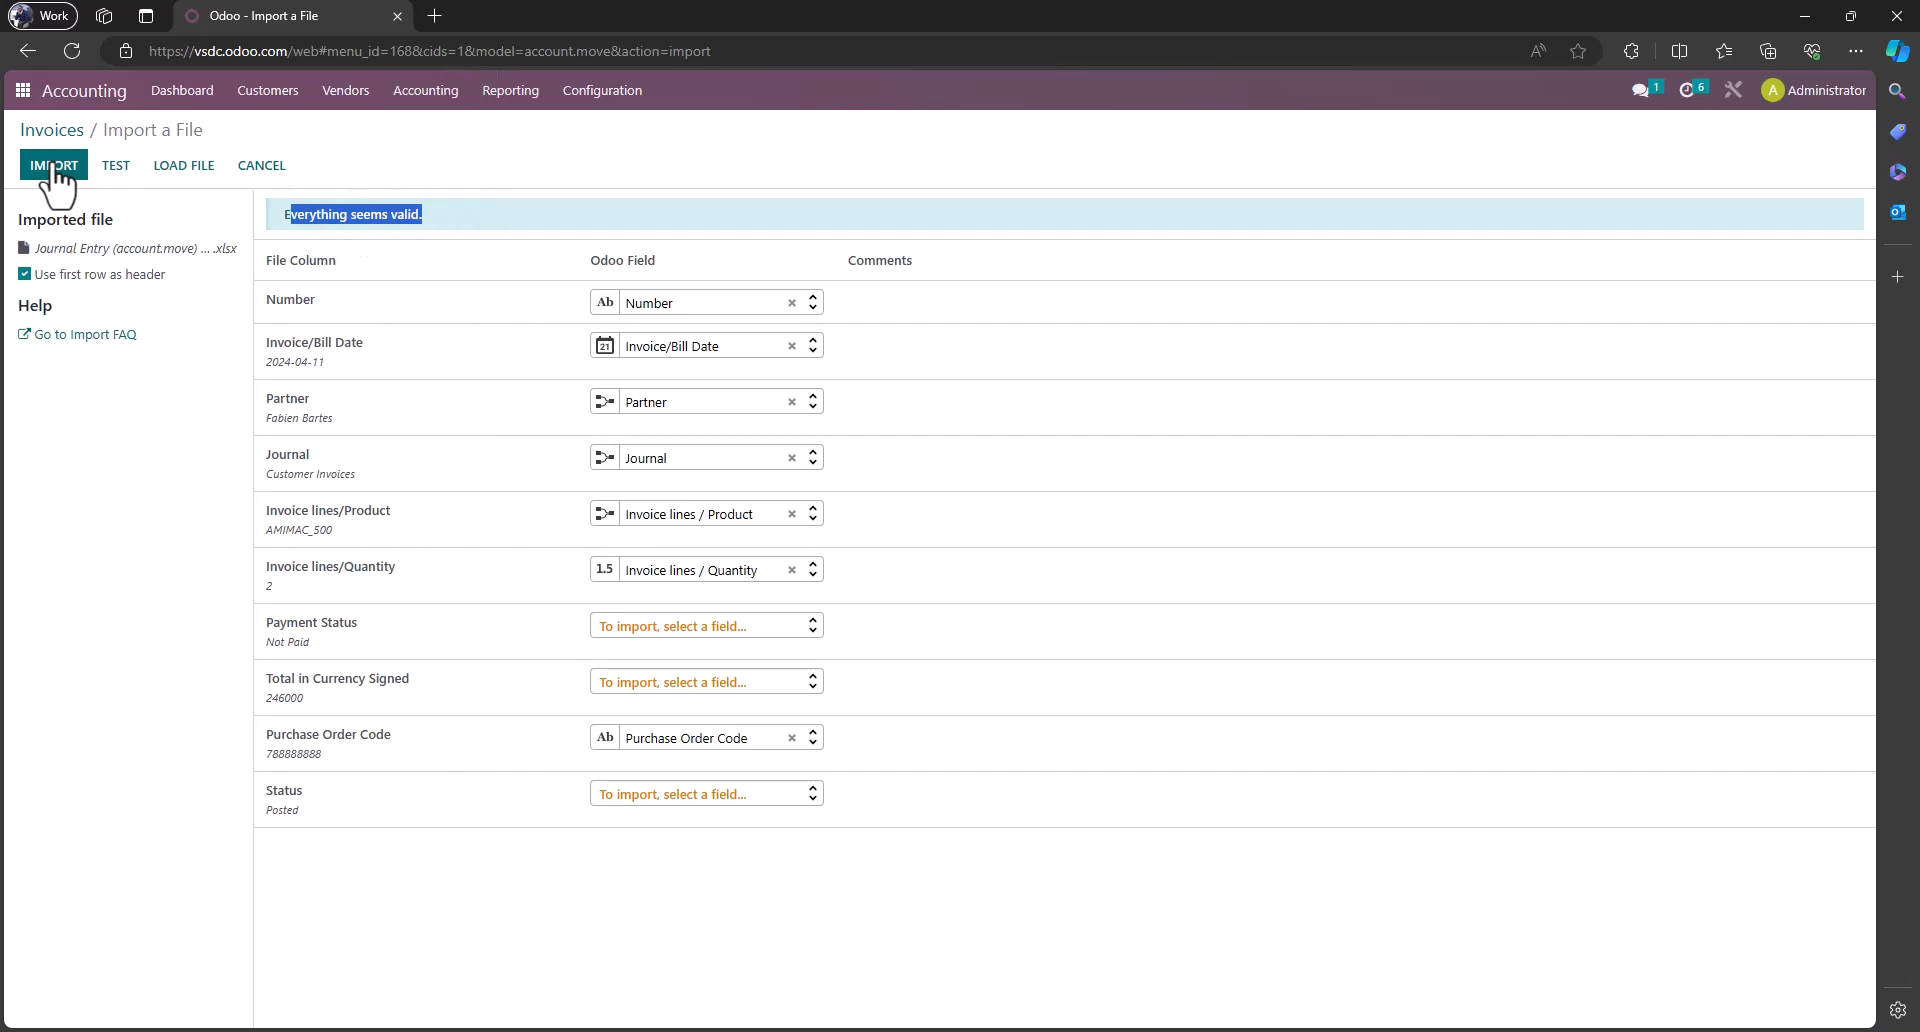 Work
Odoo - Import a File
https://vsdc.odoo.com/web#menu_id=168&cids=1&model=account.move&action=import
Accounting Dashboard Customers Vendors Accounting Reporting Configuration
1 6 A Administrator
Invoices / Import a File
IMPORT TEST LOAD FILE CANCEL
Imported file
Journal Entry (account.move) ... .xlsx
Use first row as header
Help
Go to Import FAQ
Everything seems valid.
File Column Odoo Field Comments
Number Ab Number
Invoice/Bill Date 21 Invoice/Bill Date
2024-04-11
Partner Partner
Fabien Bartes
Journal Journal
Customer Invoices
Invoice lines/Product Invoice lines / Product
AMIMAC_500
Invoice lines/Quantity 1.5 Invoice lines / Quantity
2
Payment Status To import, select a field...
Not Paid
Total in Currency Signed To import, select a field...
246000
Purchase Order Code Ab Purchase Order Code
788888888
Status To import, select a field...
Posted